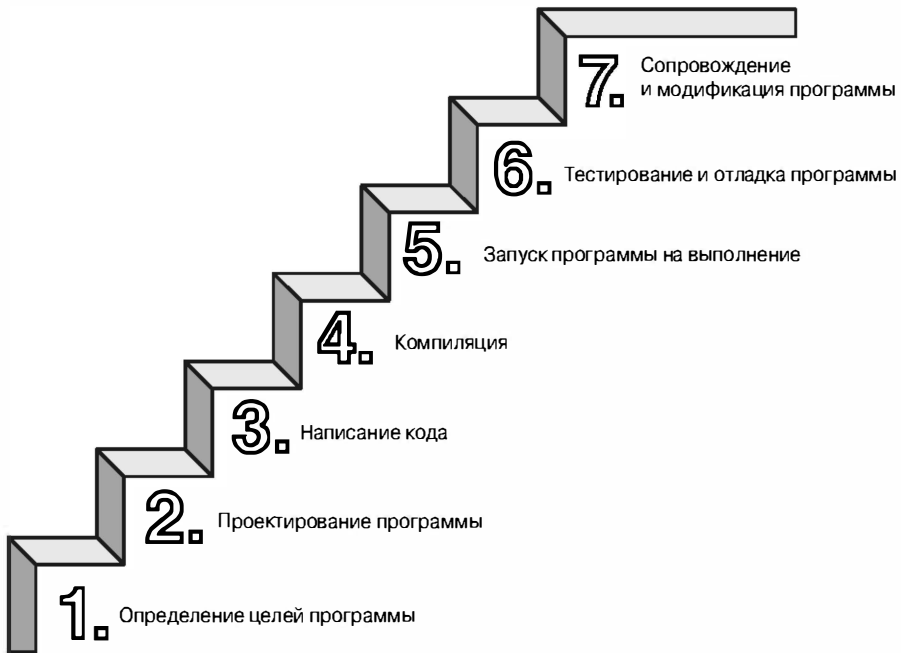 7. Сопровождение
и модификация программы
6. Тестирование и отладка программы
5. Запуск программы на выполнение
4. Компиляция
3. Написание кода
2. Проектирование программы
1. Определение целей программы